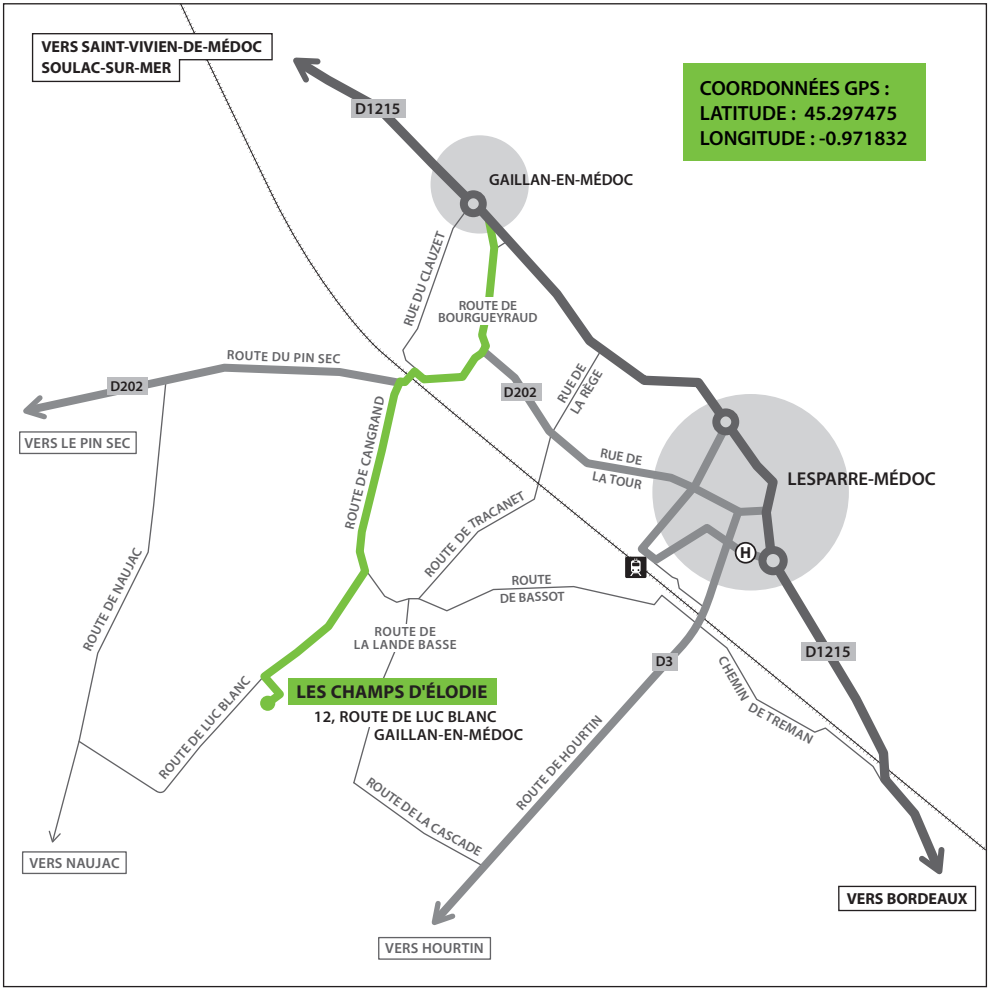 VERS SAINT-VIVIEN-DE-MÉDOC
SOULAC-SUR-MER
COORDONNÉES GPS :
LATITUDE : 45.297475
LONGITUDE : -0.971832
D1215
GAILLAN-EN-MÉDOC
RUE DU CLAUZET
ROUTE DE
BOURGUEYRAUD
ROUTE DU PIN SEC
D202
VERS LE PIN SEC
D202
RUE DE
LA RÈGE
ROUTE DE CANGRAND
RUE DE
LA TOUR
LESPARRE-MÉDOC
ROUTE DE TRACANET
H
ROUTE DE NAUJAC
ROUTE
DE BASSOT
ROUTE DE
LA LANDE BASSE
D3
D1215
CHEMIN DE TREMAN
LES CHAMPS D'ÉLODIE
12, ROUTE DE LUC BLANC
GAILLAN-EN-MÉDOC
ROUTE DE LUC BLANC
ROUTE DE HOURTIN
ROUTE DE LA CASCADE
VERS NAUJAC
VERS BORDEAUX
VERS HOURTIN